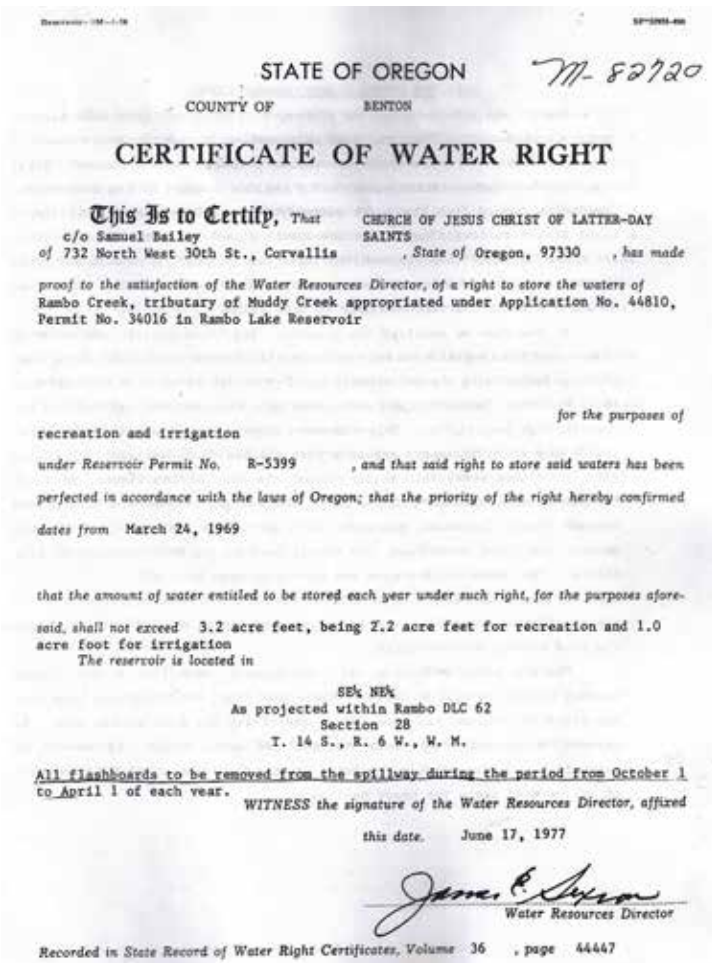 STATE OF OREGON
M-82720
COUNTY OF BENTON
CERTIFICATE OF WATER RIGHT
This Is to Certify, That CHURCH OF JESUS CHRIST OF LATTER-DAY
c/o Samuel Bailey SAINTS
of 732 North West 30th St., Corvallis , State of Oregon, 97330 , has made
proof to the satisfaction of the Water Resources Director, of a right to store the waters of
Rambo Creek, tributary of Muddy Creek appropriated under Application No. 44810,
Permit No. 34016 in Rambo Lake Reservoir
for the purposes of
recreation and irrigation
under Reservoir Permit No. R-5399 , and that said right to store said waters has been
perfected in accordance with the laws of Oregon; that the priority of the right hereby confirmed
dates from March 24, 1969
that the amount of water entitled to be stored each year under such right, for the purposes afore-
said, shall not exceed 3.2 acre feet, being 2.2 acre feet for recreation and 1.0
acre foot for irrigation
The reservoir is located in
SE¼ NE¼
As projected within Rambo DLC 62
Section 28
T. 14 S., R. 6 W., W. M.
All flashboards to be removed from the spillway during the period from October 1
to April 1 of each year.
WITNESS the signature of the Water Resources Director, affixed
this date. June 17, 1977
James E. Sexson
Water Resources Director
Recorded in State Record of Water Right Certificates, Volume 36 , page 44447